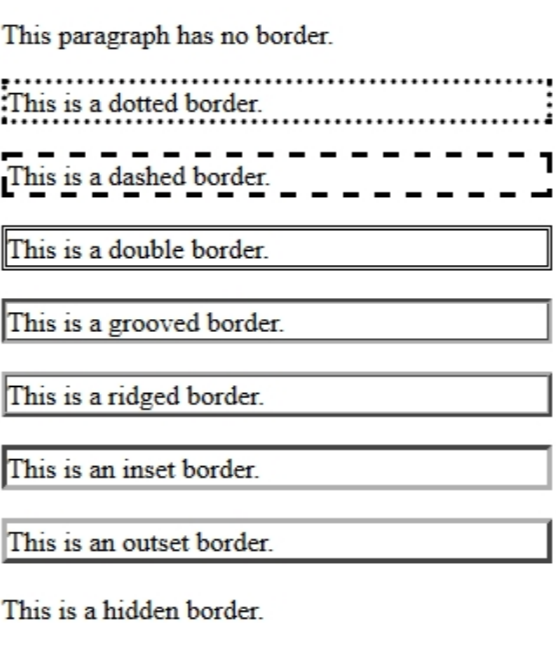 This paragraph has no border.
This is a dotted border.
This is a dashed border.
This is a double border.
This is a grooved border.
This is a ridged border.
This is an inset border.
This is an outset border.
This is a hidden border.